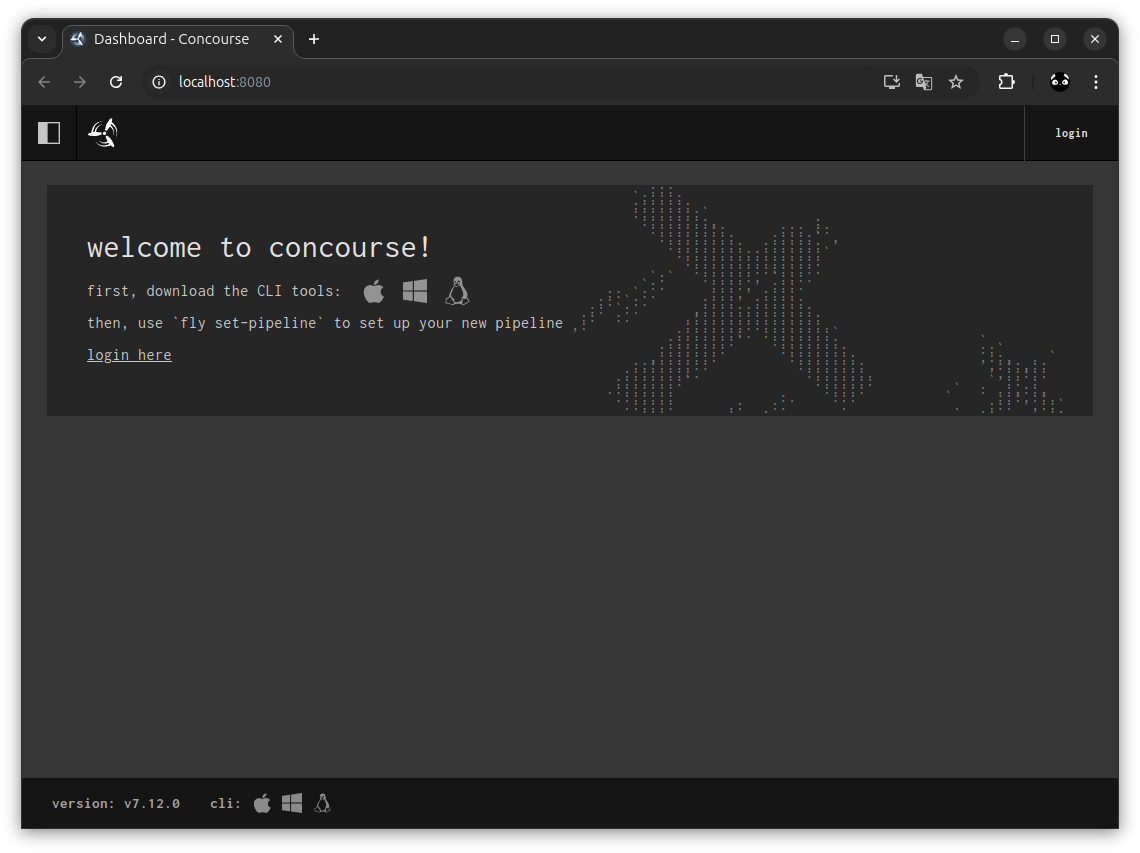 Dashboard - Concourse
localhost:8080
login
welcome to concourse!
first, download the CLI tools:
then, use `fly set-pipeline` to set up your new pipeline
login here
version: v7.12.0 cli: